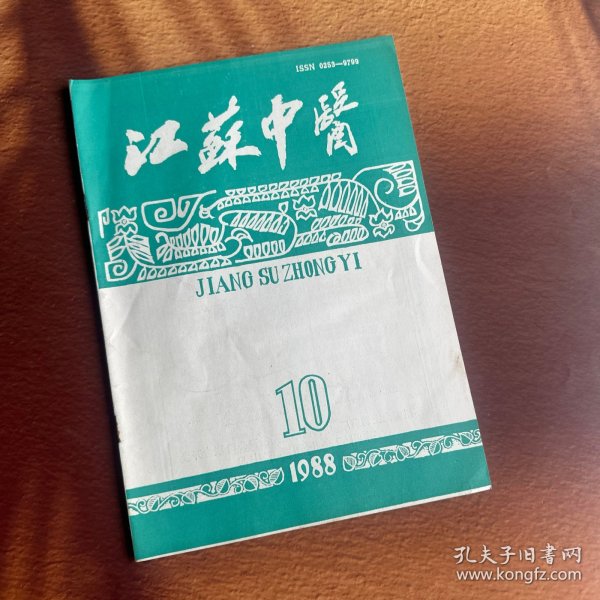 ISSN 0253—9799
江蘇中醫
JIANG SU ZHONG YI
10
1988
孔夫子旧書网
www.kongfz.com